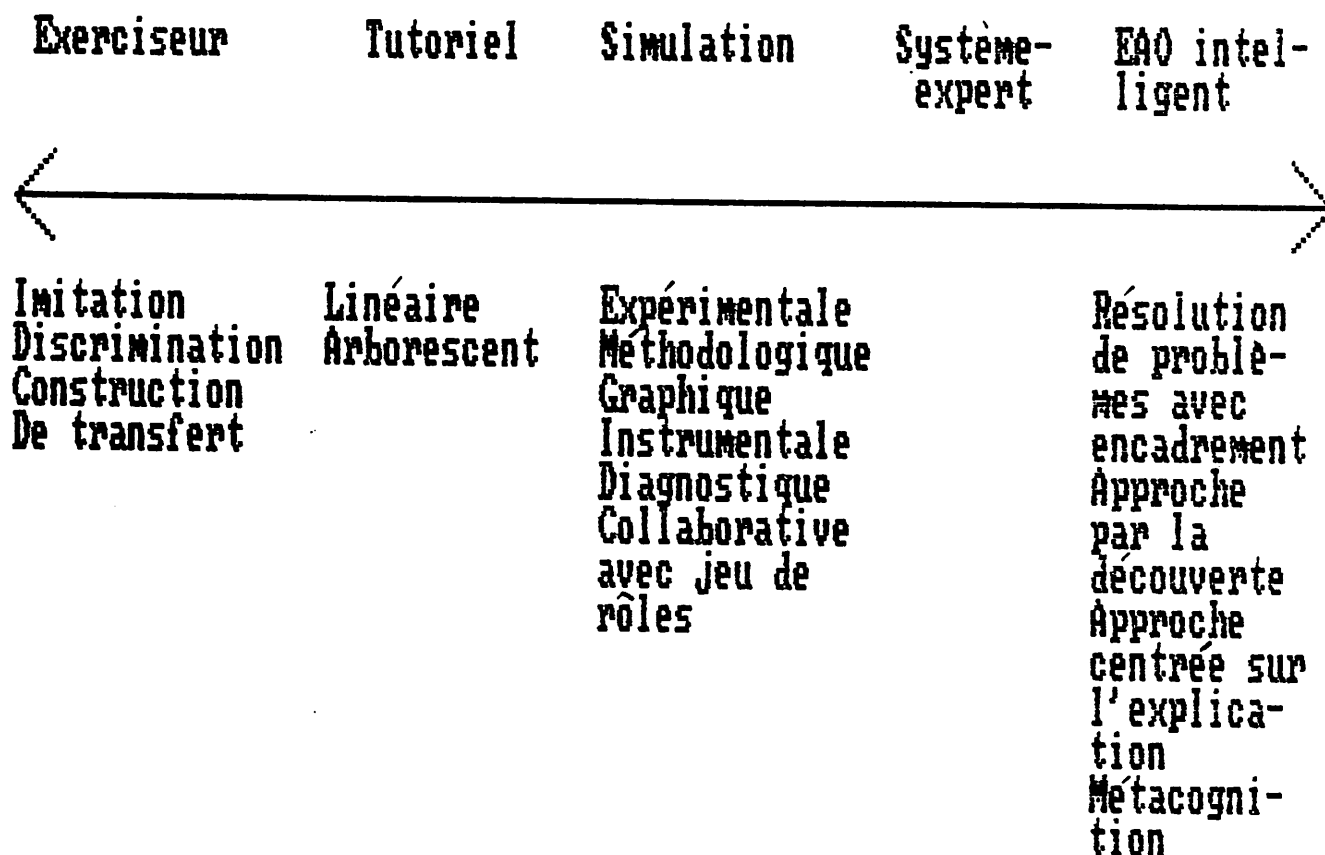 Exerciseur
Tutoriel
Simulation
Système-
expert
EAO intel-
ligent
Imitation
Discrimination
Construction
De transfert
Linéaire
Arborescent
Expérimentale
Méthodologique
Graphique
Instrumentale
Diagnostique
Collaborative
avec jeu de
rôles
Résolution
de problè-
mes avec
encadrement
Approche
par la
découverte
Approche
centrée sur
l'explica-
tion
Métacogni-
tion